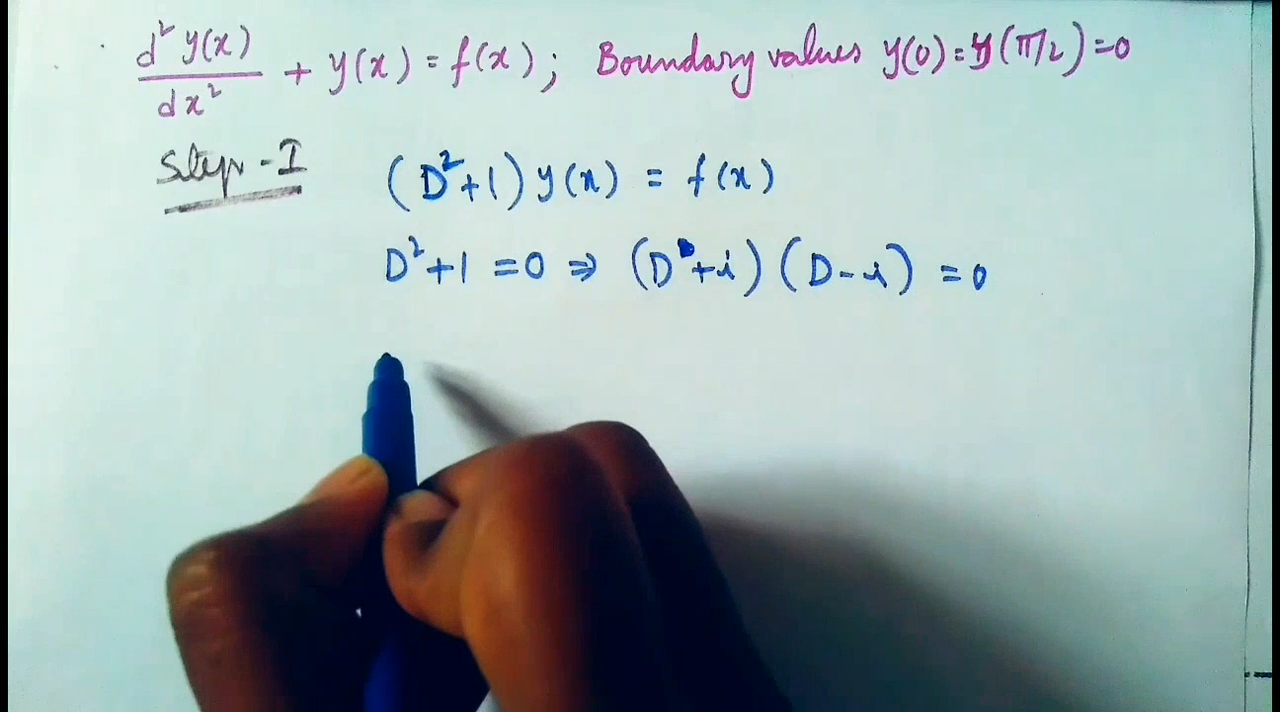 d²y(x)/dx² + y(x) = f(x); Boundary values y(0) = y(π/2) = 0
Step - I (D²+1) y(x) = f(x)
D²+1 = 0 ⇒ (D+i) (D-i) = 0